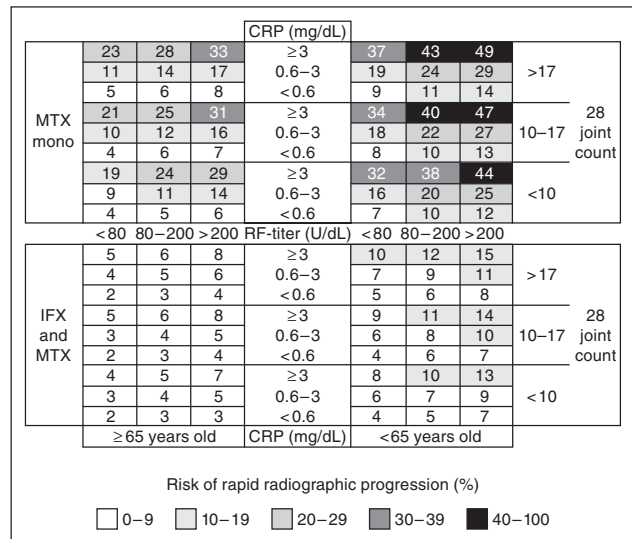 CRP (mg/dL)
23 28 33 ≥3 37 43 49
11 14 17 0.6–3 19 24 29 >17
5 6 8 <0.6 9 11 14
21 25 31 ≥3 34 40 47
MTX mono 10 12 16 0.6–3 18 22 27 10–17 28 joint count
4 6 7 <0.6 8 10 13
19 24 29 ≥3 32 38 44
9 11 14 0.6–3 16 20 25 <10
4 5 6 <0.6 7 10 12
<80 80–200 >200 RF-titer (U/dL) <80 80–200 >200
5 6 8 ≥3 10 12 15
4 5 6 0.6–3 7 9 11 >17
2 3 4 <0.6 5 6 8
5 6 8 ≥3 9 11 14
IFX and MTX 3 4 5 0.6–3 6 8 10 10–17 28 joint count
2 3 4 <0.6 4 6 7
4 5 7 ≥3 8 10 13
3 4 5 0.6–3 6 7 9 <10
2 3 3 <0.6 4 5 7
≥65 years old CRP (mg/dL) <65 years old
Risk of rapid radiographic progression (%)
0–9 10–19 20–29 30–39 40–100